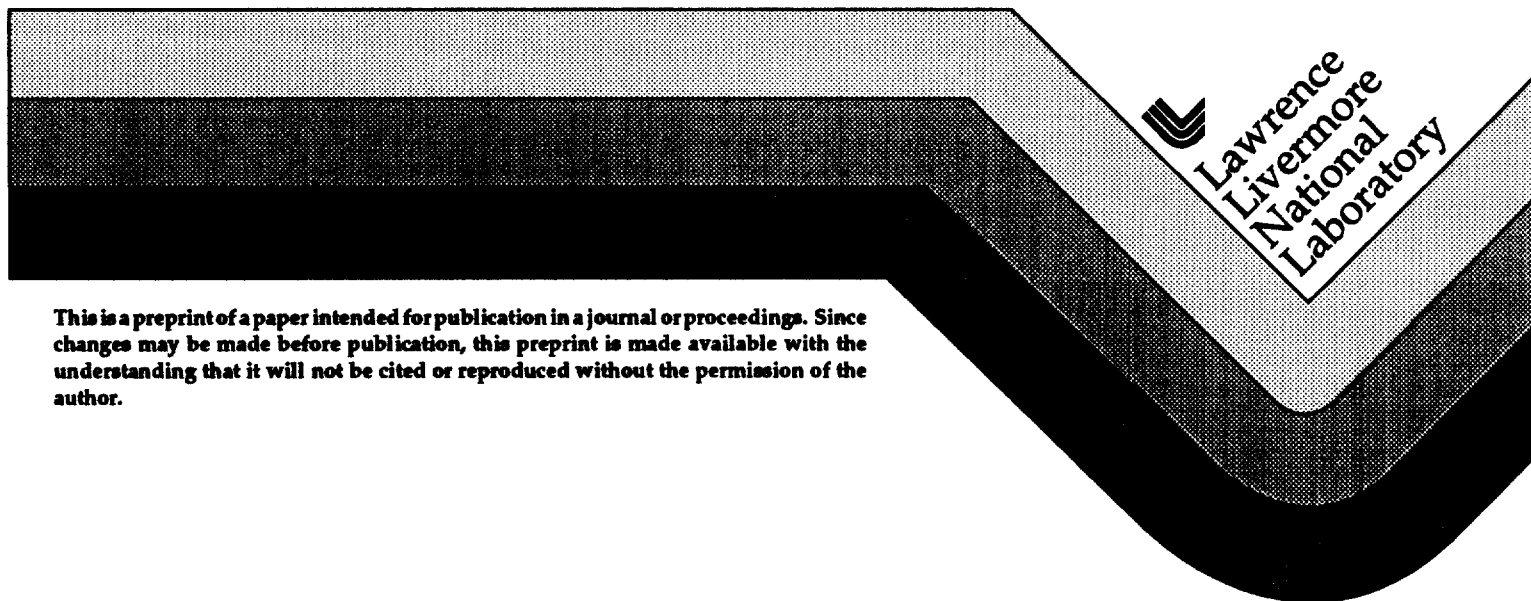 Lawrence
Livermore
National
Laboratory
This is a preprint of a paper intended for publication in a journal or proceedings. Since
changes may be made before publication, this preprint is made available with the
understanding that it will not be cited or reproduced without the permission of the
author.